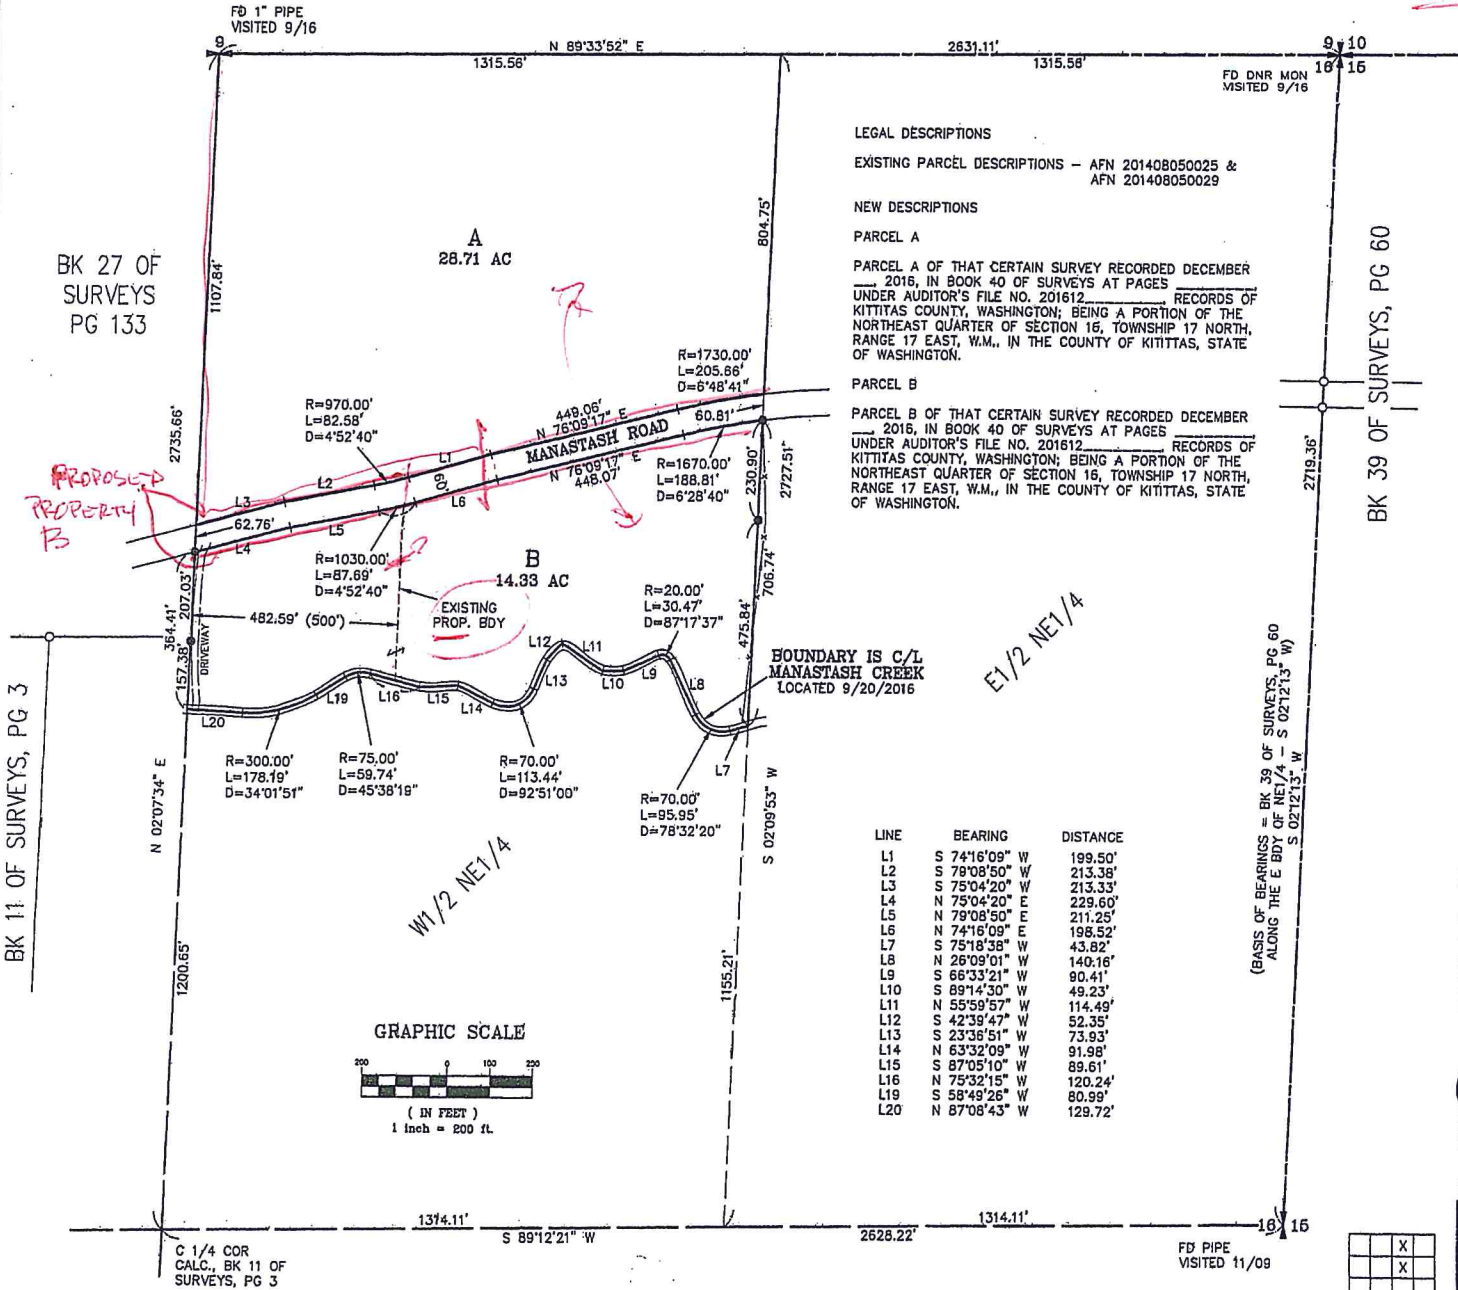 FD 1" PIPE
VISITED 9/16
9
N 89°33'52" E
1315.56'
2631.11'
1315.56'
9 10
16 15
FD DNR MON
VISITED 9/16
LEGAL DESCRIPTIONS
EXISTING PARCEL DESCRIPTIONS – AFN 201408050025 &
AFN 201408050029
NEW DESCRIPTIONS
PARCEL A
PARCEL A OF THAT CERTAIN SURVEY RECORDED DECEMBER
___, 2016, IN BOOK 40 OF SURVEYS AT PAGES ________,
UNDER AUDITOR'S FILE NO. 201612________, RECORDS OF
KITTITAS COUNTY, WASHINGTON; BEING A PORTION OF THE
NORTHEAST QUARTER OF SECTION 16, TOWNSHIP 17 NORTH,
RANGE 17 EAST, W.M., IN THE COUNTY OF KITITTAS, STATE
OF WASHINGTON.
PARCEL B
PARCEL B OF THAT CERTAIN SURVEY RECORDED DECEMBER
___, 2016, IN BOOK 40 OF SURVEYS AT PAGES ________,
UNDER AUDITOR'S FILE NO. 201612________, RECORDS OF
KITTITAS COUNTY, WASHINGTON; BEING A PORTION OF THE
NORTHEAST QUARTER OF SECTION 16, TOWNSHIP 17 NORTH,
RANGE 17 EAST, W.M., IN THE COUNTY OF KITITTAS, STATE
OF WASHINGTON.
BK 27 OF
SURVEYS
PG 133
1107.84'
2735.66'
A
28.71 AC
804.75'
BK 39 OF SURVEYS, PG 60
2719.36'
R=1730.00'
L=205.66'
D=6°48'41"
R=970.00'
L=82.58'
D=4°52'40"
449.06'
N 76°09'17" E
60.81'
MANASTASH ROAD
N 76°09'17" E
448.07'
L1
L2
L3
60'
L6
L5
L4
62.76'
PROPOSED
PROPERTY
B
R=1670.00'
L=188.81'
D=6°28'40"
230.90'
2727.51'
R=1030.00'
L=87.69'
D=4°52'40"
B
14.33 AC
EXISTING
PROP. BDY
482.59' (500')
207.03'
364.41'
157.38'
DRIVEWAY
R=20.00'
L=30.47'
D=87°17'37"
475.84'
706.74'
BOUNDARY IS C/L
MANASTASH CREEK
LOCATED 9/20/2016
E1/2 NE1/4
L12
L11
L13
L10
L9
L8
L7
L14
L15
L16
L19
L20
R=300.00'
L=178.19'
D=34°01'51"
R=75.00'
L=59.74'
D=45°38'19"
R=70.00'
L=113.44'
D=92°51'00"
R=70.00'
L=95.95'
D=78°32'20"
BK 11 OF SURVEYS, PG 3
N 02°07'34" E
1200.65'
W1/2 NE1/4
S 02°09'53" W
1155.21'
(BASIS OF BEARINGS = BK 39 OF SURVEYS, PG 60
ALONG THE E BDY OF NE1/4 – S 02°12'13" W)
S 02°12'13" W
LINE BEARING DISTANCE
L1 S 74°16'09" W 199.50'
L2 S 79°08'50" W 213.38'
L3 S 75°04'20" W 213.33'
L4 N 75°04'20" E 229.60'
L5 N 79°08'50" E 211.25'
L6 N 74°16'09" E 198.52'
L7 S 75°18'38" W 43.82'
L8 N 26°09'01" W 140.16'
L9 S 66°33'21" W 90.41'
L10 S 89°14'30" W 49.23'
L11 N 55°59'57" W 114.49'
L12 S 42°39'47" W 52.35'
L13 S 23°36'51" W 73.93'
L14 N 63°32'09" W 91.98'
L15 S 87°05'10" W 89.61'
L16 N 75°32'15" W 120.24'
L19 S 58°49'26" W 80.99'
L20 N 87°08'43" W 129.72'
GRAPHIC SCALE
200 0 100 200
( IN FEET )
1 inch = 200 ft.
1314.11'
S 89°12'21" W
2628.22'
1314.11'
16 15
C 1/4 COR
CALC., BK 11 OF
SURVEYS, PG 3
FD PIPE
VISITED 11/09
X
X